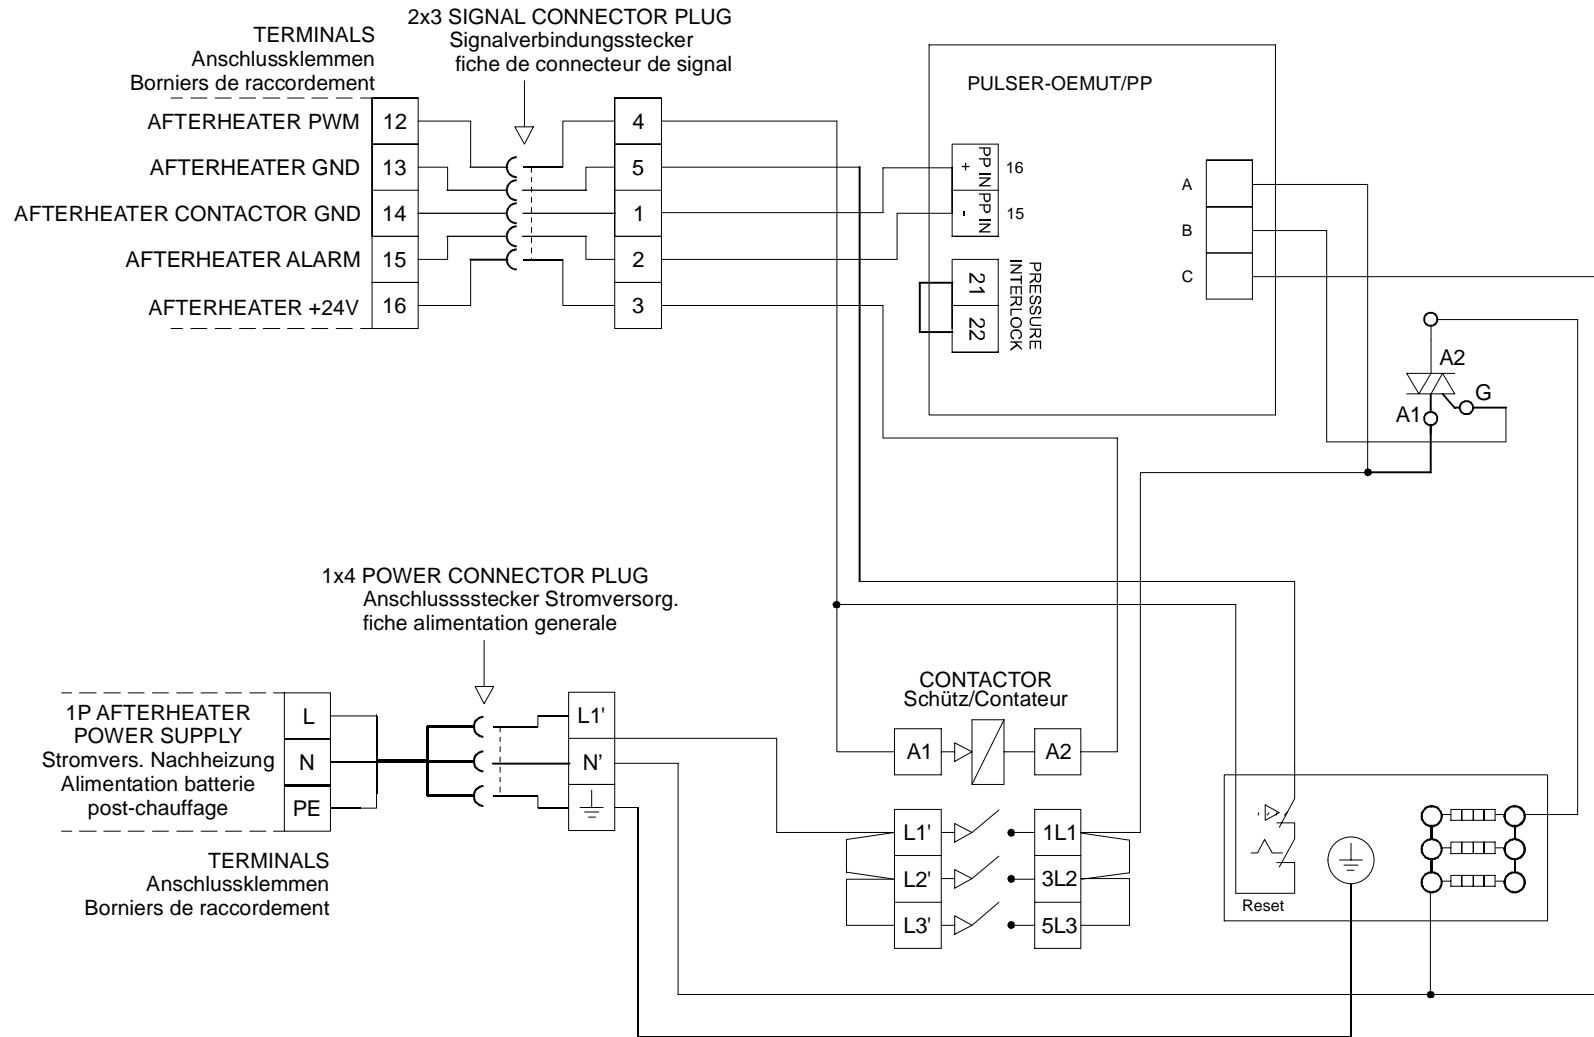 2x3 SIGNAL CONNECTOR PLUG
Signalverbindungsstecker
fiche de connecteur de signal
TERMINALS
Anschlussklemmen
Borniers de raccordement
AFTERHEATER PWM 12
AFTERHEATER GND 13
AFTERHEATER CONTACTOR GND 14
AFTERHEATER ALARM 15
AFTERHEATER +24V 16
4
5
1
2
3
PULSER-OEMUT/PP
+ PP IN 16
- PP IN 15
21
22
PRESSURE
INTERLOCK
A
B
C
A2
G
A1
1x4 POWER CONNECTOR PLUG
Anschlusssstecker Stromversorg.
fiche alimentation generale
1P AFTERHEATER
POWER SUPPLY
Stromvers. Nachheizung
Alimentation batterie
post-chauffage
L
N
PE
L1'
N'
TERMINALS
Anschlussklemmen
Borniers de raccordement
CONTACTOR
Schütz/Contateur
A1 A2
L1' 1L1
L2' 3L2
L3' 5L3
Reset